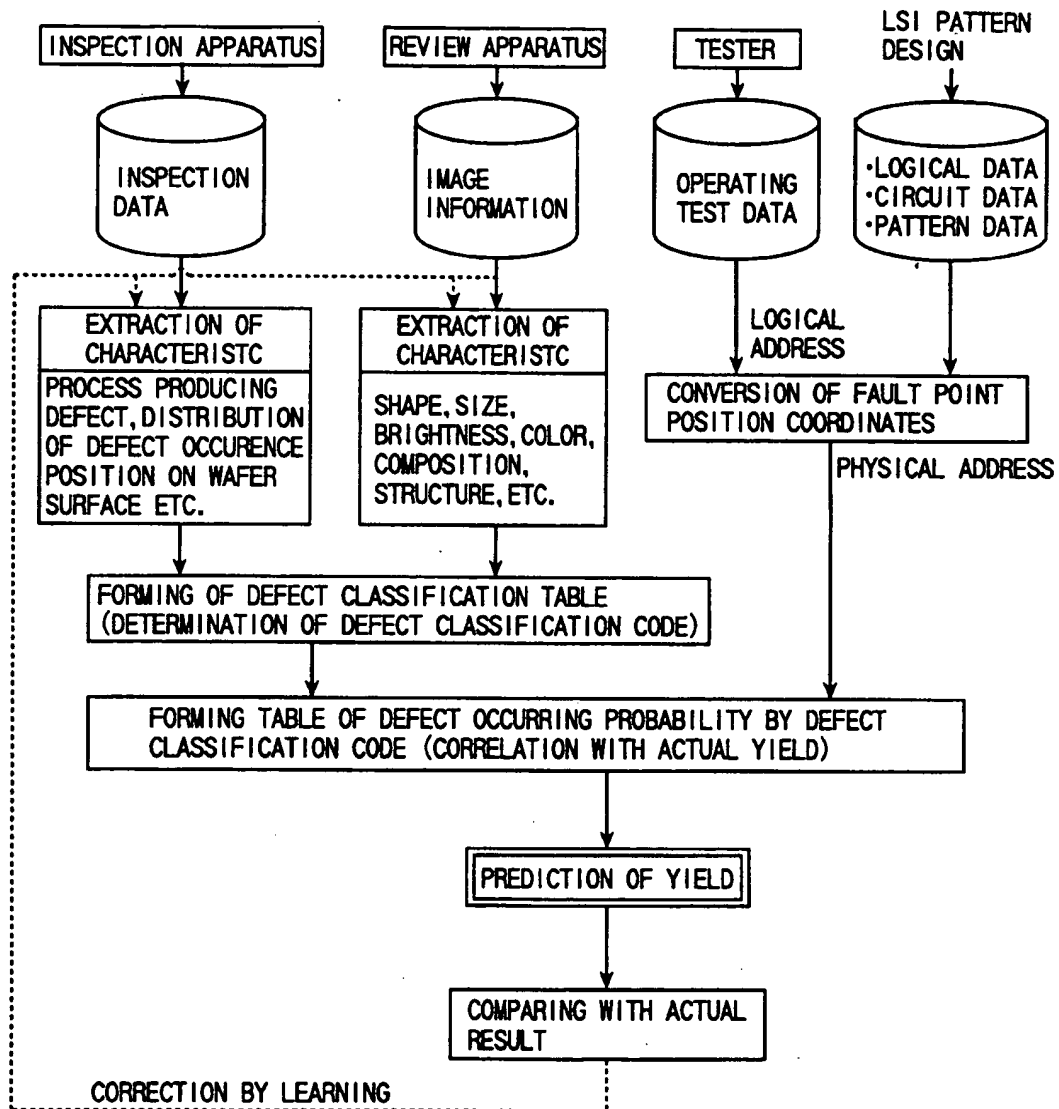 INSPECTION APPARATUS
REVIEW APPARATUS
TESTER
LSI PATTERN
DESIGN
INSPECTION
DATA
IMAGE
INFORMATION
OPERATING
TEST DATA
·LOGICAL DATA
·CIRCUIT DATA
·PATTERN DATA
EXTRACTION OF
CHARACTERISTC
PROCESS PRODUCING
DEFECT, DISTRIBUTION
OF DEFECT OCCURENCE
POSITION ON WAFER
SURFACE ETC.
EXTRACTION OF
CHARACTERISTC
SHAPE, SIZE,
BRIGHTNESS, COLOR,
COMPOSITION,
STRUCTURE, ETC.
LOGICAL
ADDRESS
CONVERSION OF FAULT POINT
POSITION COORDINATES
PHYSICAL ADDRESS
FORMING OF DEFECT CLASSIFICATION TABLE
(DETERMINATION OF DEFECT CLASSIFICATION CODE)
FORMING TABLE OF DEFECT OCCURRING PROBABILITY BY DEFECT
CLASSIFICATION CODE (CORRELATION WITH ACTUAL YIELD)
PREDICTION OF YIELD
COMPARING WITH ACTUAL
RESULT
CORRECTION BY LEARNING